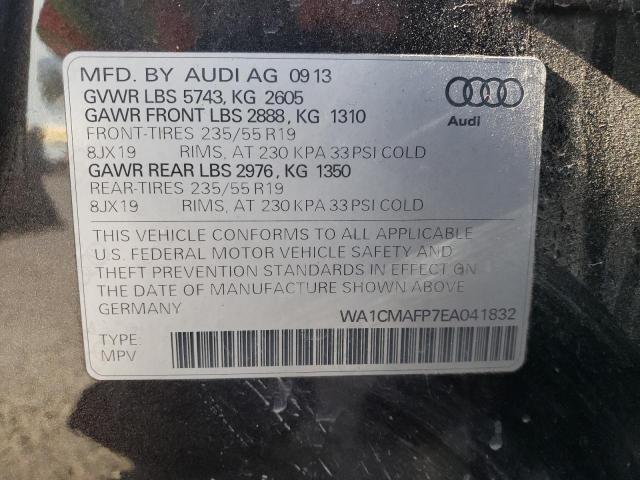 MFD. BY AUDI AG 09 13
GVWR LBS 5743, KG 2605
GAWR FRONT LBS 2888, KG 1310
FRONT-TIRES 235/55 R19
8JX19 RIMS, AT 230 KPA 33 PSI COLD
GAWR REAR LBS 2976, KG 1350
REAR-TIRES 235/55 R19
8JX19 RIMS, AT 230 KPA 33 PSI COLD
Audi
THIS VEHICLE CONFORMS TO ALL APPLICABLE
U.S. FEDERAL MOTOR VEHICLE SAFETY AND
THEFT PREVENTION STANDARDS IN EFFECT ON
THE DATE OF MANUFACTURE SHOWN ABOVE
GERMANY WA1CMAFP7EA041832
TYPE:
MPV